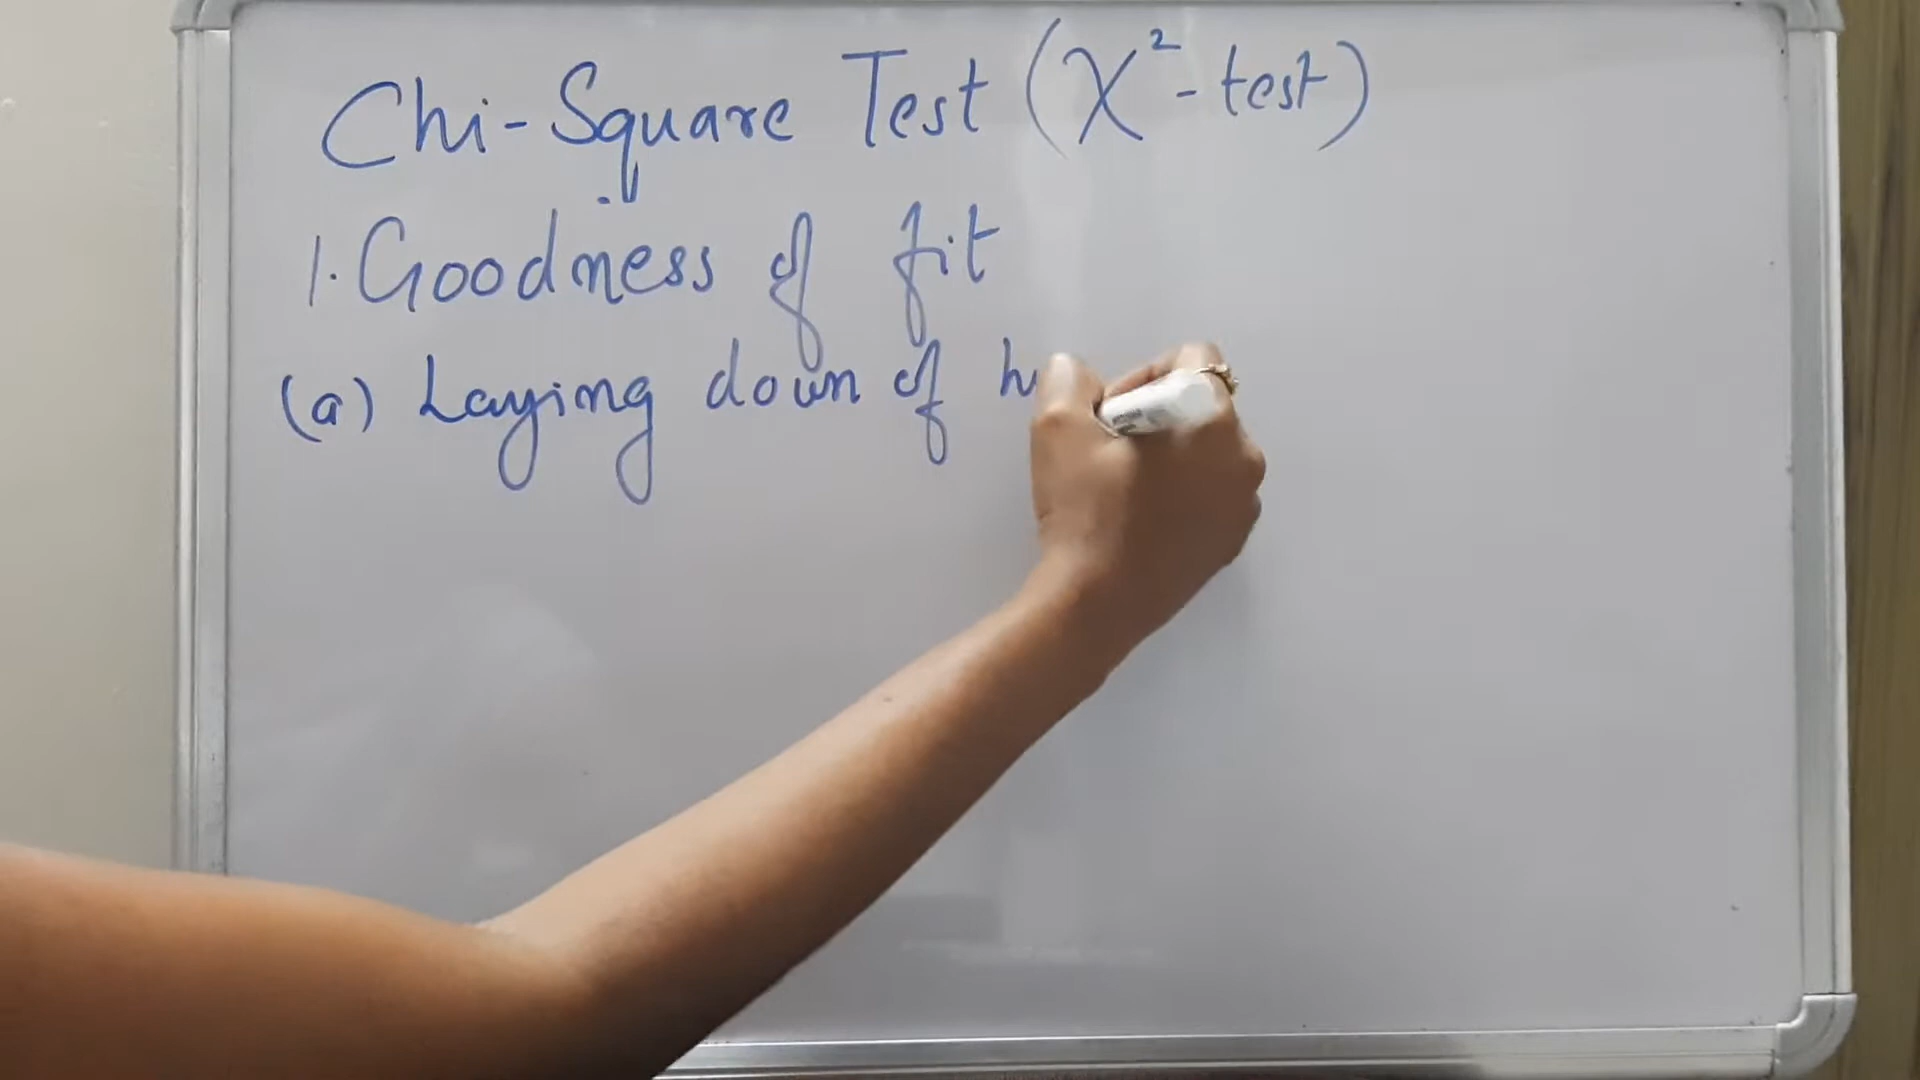 Chi-Square Test (χ²-test)
1. Goodness of fit
(a) Laying down of